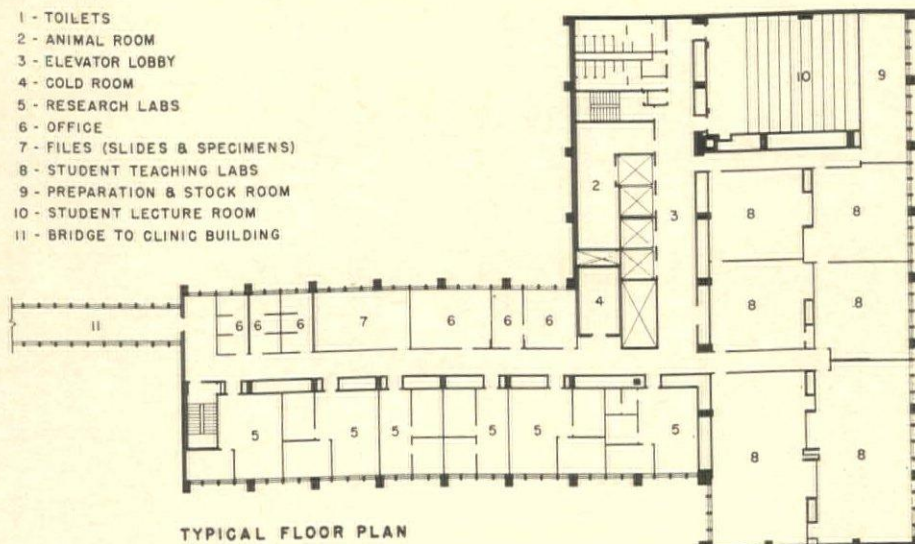 1 - TOILETS
2 - ANIMAL ROOM
3 - ELEVATOR LOBBY
4 - COLD ROOM
5 - RESEARCH LABS
6 - OFFICE
7 - FILES (SLIDES & SPECIMENS)
8 - STUDENT TEACHING LABS
9 - PREPARATION & STOCK ROOM
10 - STUDENT LECTURE ROOM
11 - BRIDGE TO CLINIC BUILDING
10
9
2
3
8
8
4
8
8
11
6
6
6
7
6
6
6
5
5
5
5
5
5
8
8
TYPICAL FLOOR PLAN